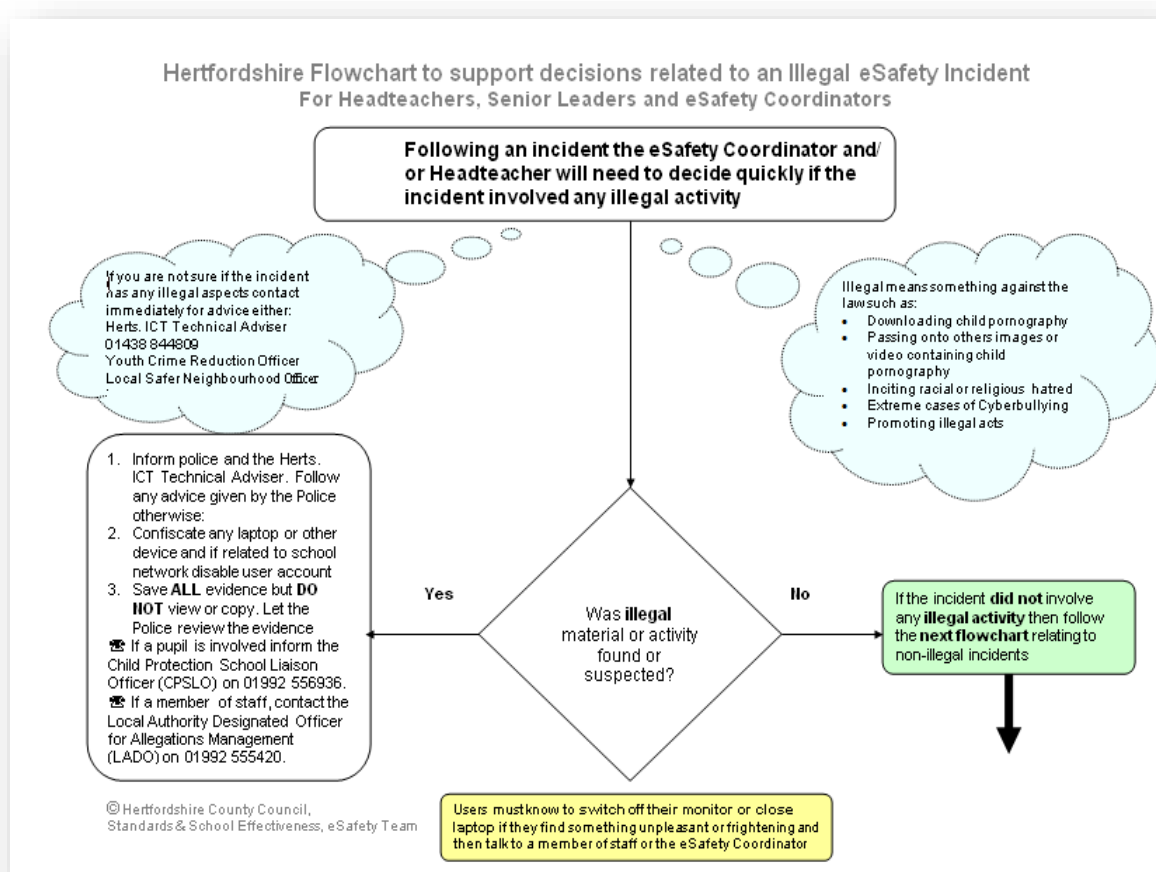 Hertfordshire Flowchart to support decisions related to an Illegal eSafety Incident
For Headteachers, Senior Leaders and eSafety Coordinators
Following an incident the eSafety Coordinator and/
or Headteacher will need to decide quickly if the
incident involved any illegal activity
If you are not sure if the incident
has any illegal aspects contact
immediately for advice either:
Herts. ICT Technical Adviser
01438 844809
Youth Crime Reduction Officer
Local Safer Neighbourhood Officer
Illegal means something against the
law such as:
• Downloading child pornography
• Passing onto others images or
video containing child
pornography
• Inciting racial or religious hatred
• Extreme cases of Cyberbullying
• Promoting illegal acts
1. Inform police and the Herts.
ICT Technical Adviser. Follow
any advice given by the Police
otherwise:
2. Confiscate any laptop or other
device and if related to school
network disable user account
3. Save ALL evidence but DO
NOT view or copy. Let the
Police review the evidence
☎ If a pupil is involved inform the
Child Protection School Liaison
Officer (CPSLO) on 01992 556936.
☎ If a member of staff, contact the
Local Authority Designated Officer
for Allegations Management
(LADO) on 01992 555420.
Yes
Was illegal
material or activity
found or
suspected?
No
If the incident did not involve
any illegal activity then follow
the next flowchart relating to
non-illegal incidents
© Hertfordshire County Council,
Standards & School Effectiveness, eSafety Team
Users must know to switch off their monitor or close
laptop if they find something unpleasant or frightening and
then talk to a member of staff or the eSafety Coordinator